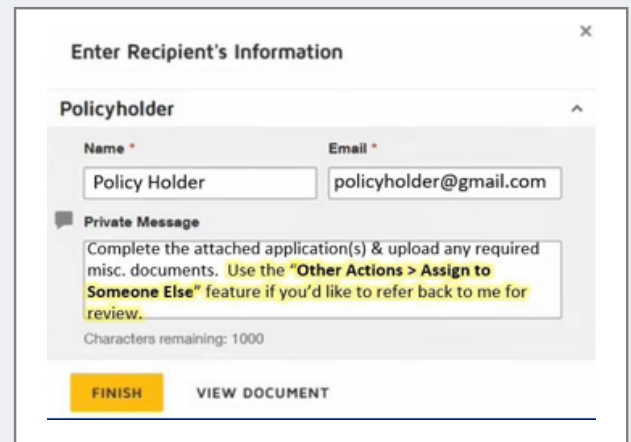 ×
Enter Recipient's Information
Policyholder
Name * Email *
Policy Holder policyholder@gmail.com
Private Message
Complete the attached application(s) & upload any required
misc. documents. Use the “Other Actions > Assign to
Someone Else” feature if you’d like to refer back to me for
review.
Characters remaining: 1000
FINISH VIEW DOCUMENT